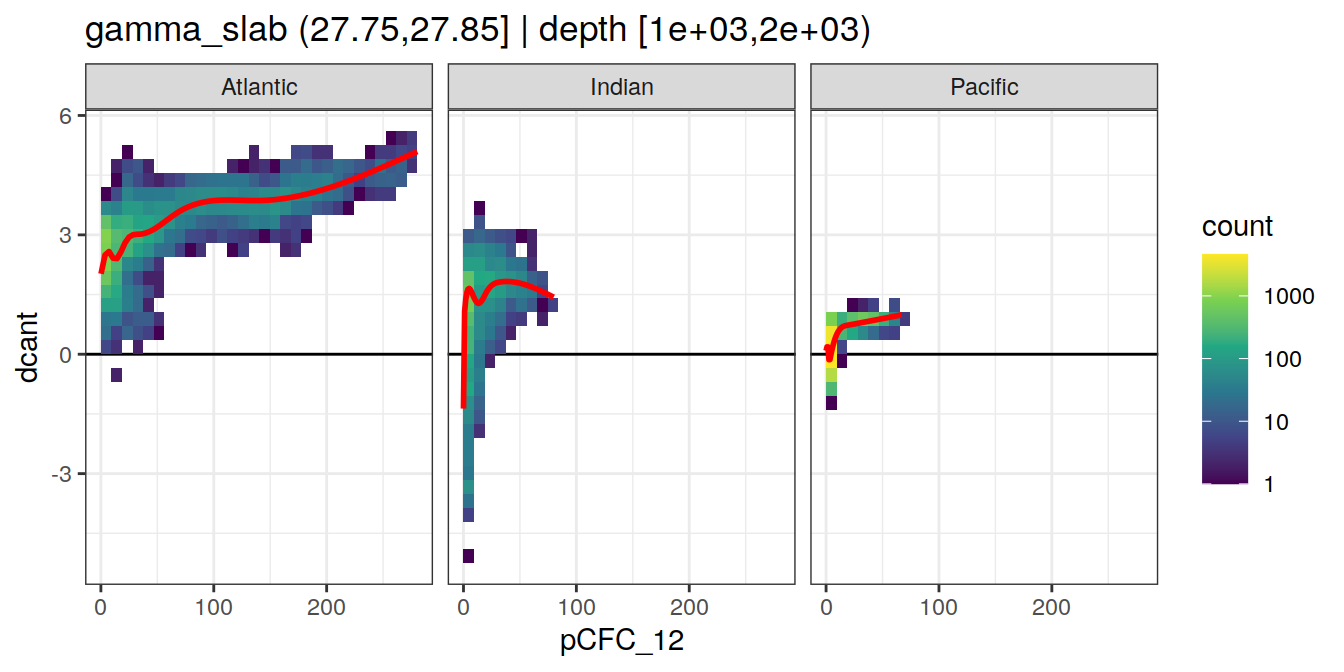 gamma_slab (27.75,27.85] | depth [1e+03,2e+03)
Atlantic Indian Pacific
count
1000
100
10
1
dcant
6
3
0
-3
0 100 200 0 100 200 0 100 200
pCFC_12